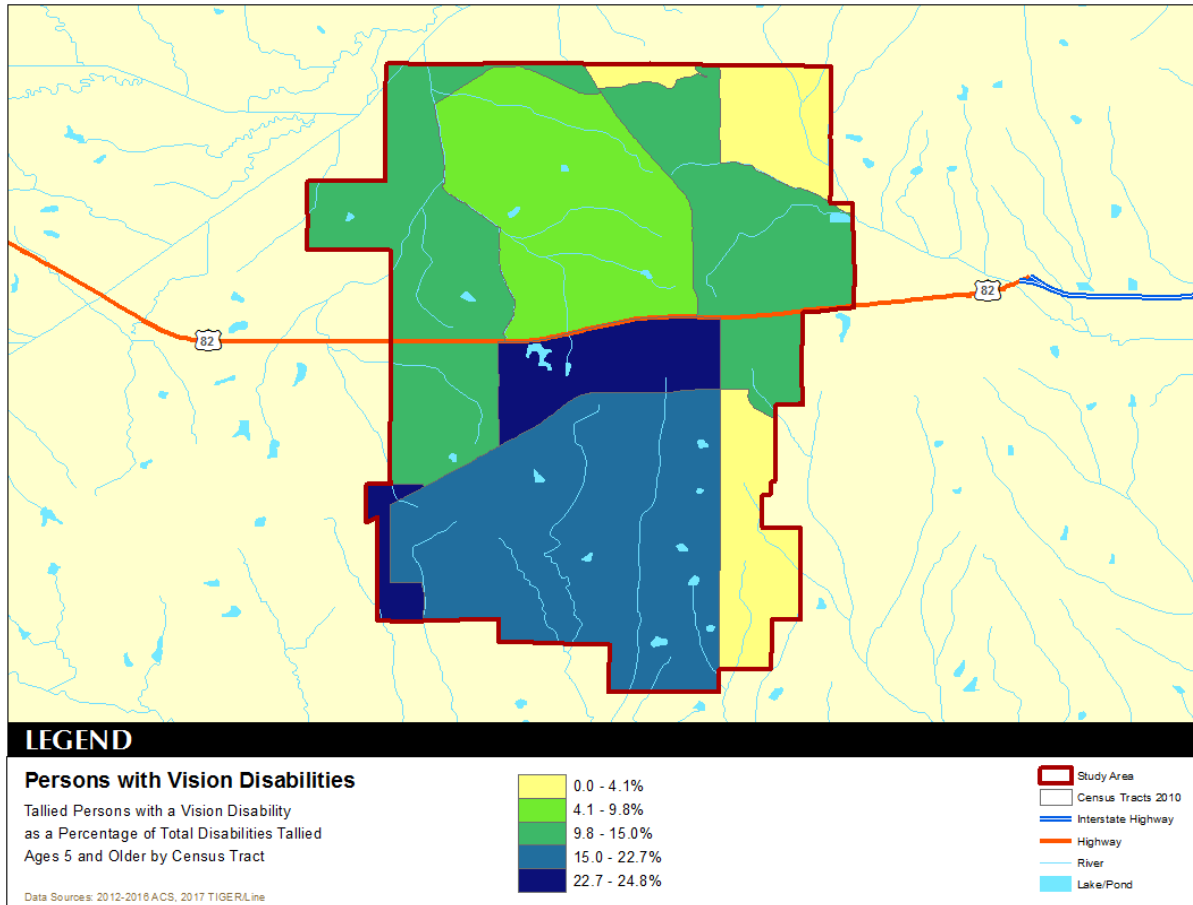 82
82
LEGEND
Persons with Vision Disabilities
Tallied Persons with a Vision Disability
as a Percentage of Total Disabilities Tallied
Ages 5 and Older by Census Tract
Data Sources: 2012-2016 ACS, 2017 TIGER/Line
0.0 - 4.1%
4.1 - 9.8%
9.8 - 15.0%
15.0 - 22.7%
22.7 - 24.8%
Study Area
Census Tracts 2010
Interstate Highway
Highway
River
Lake/Pond